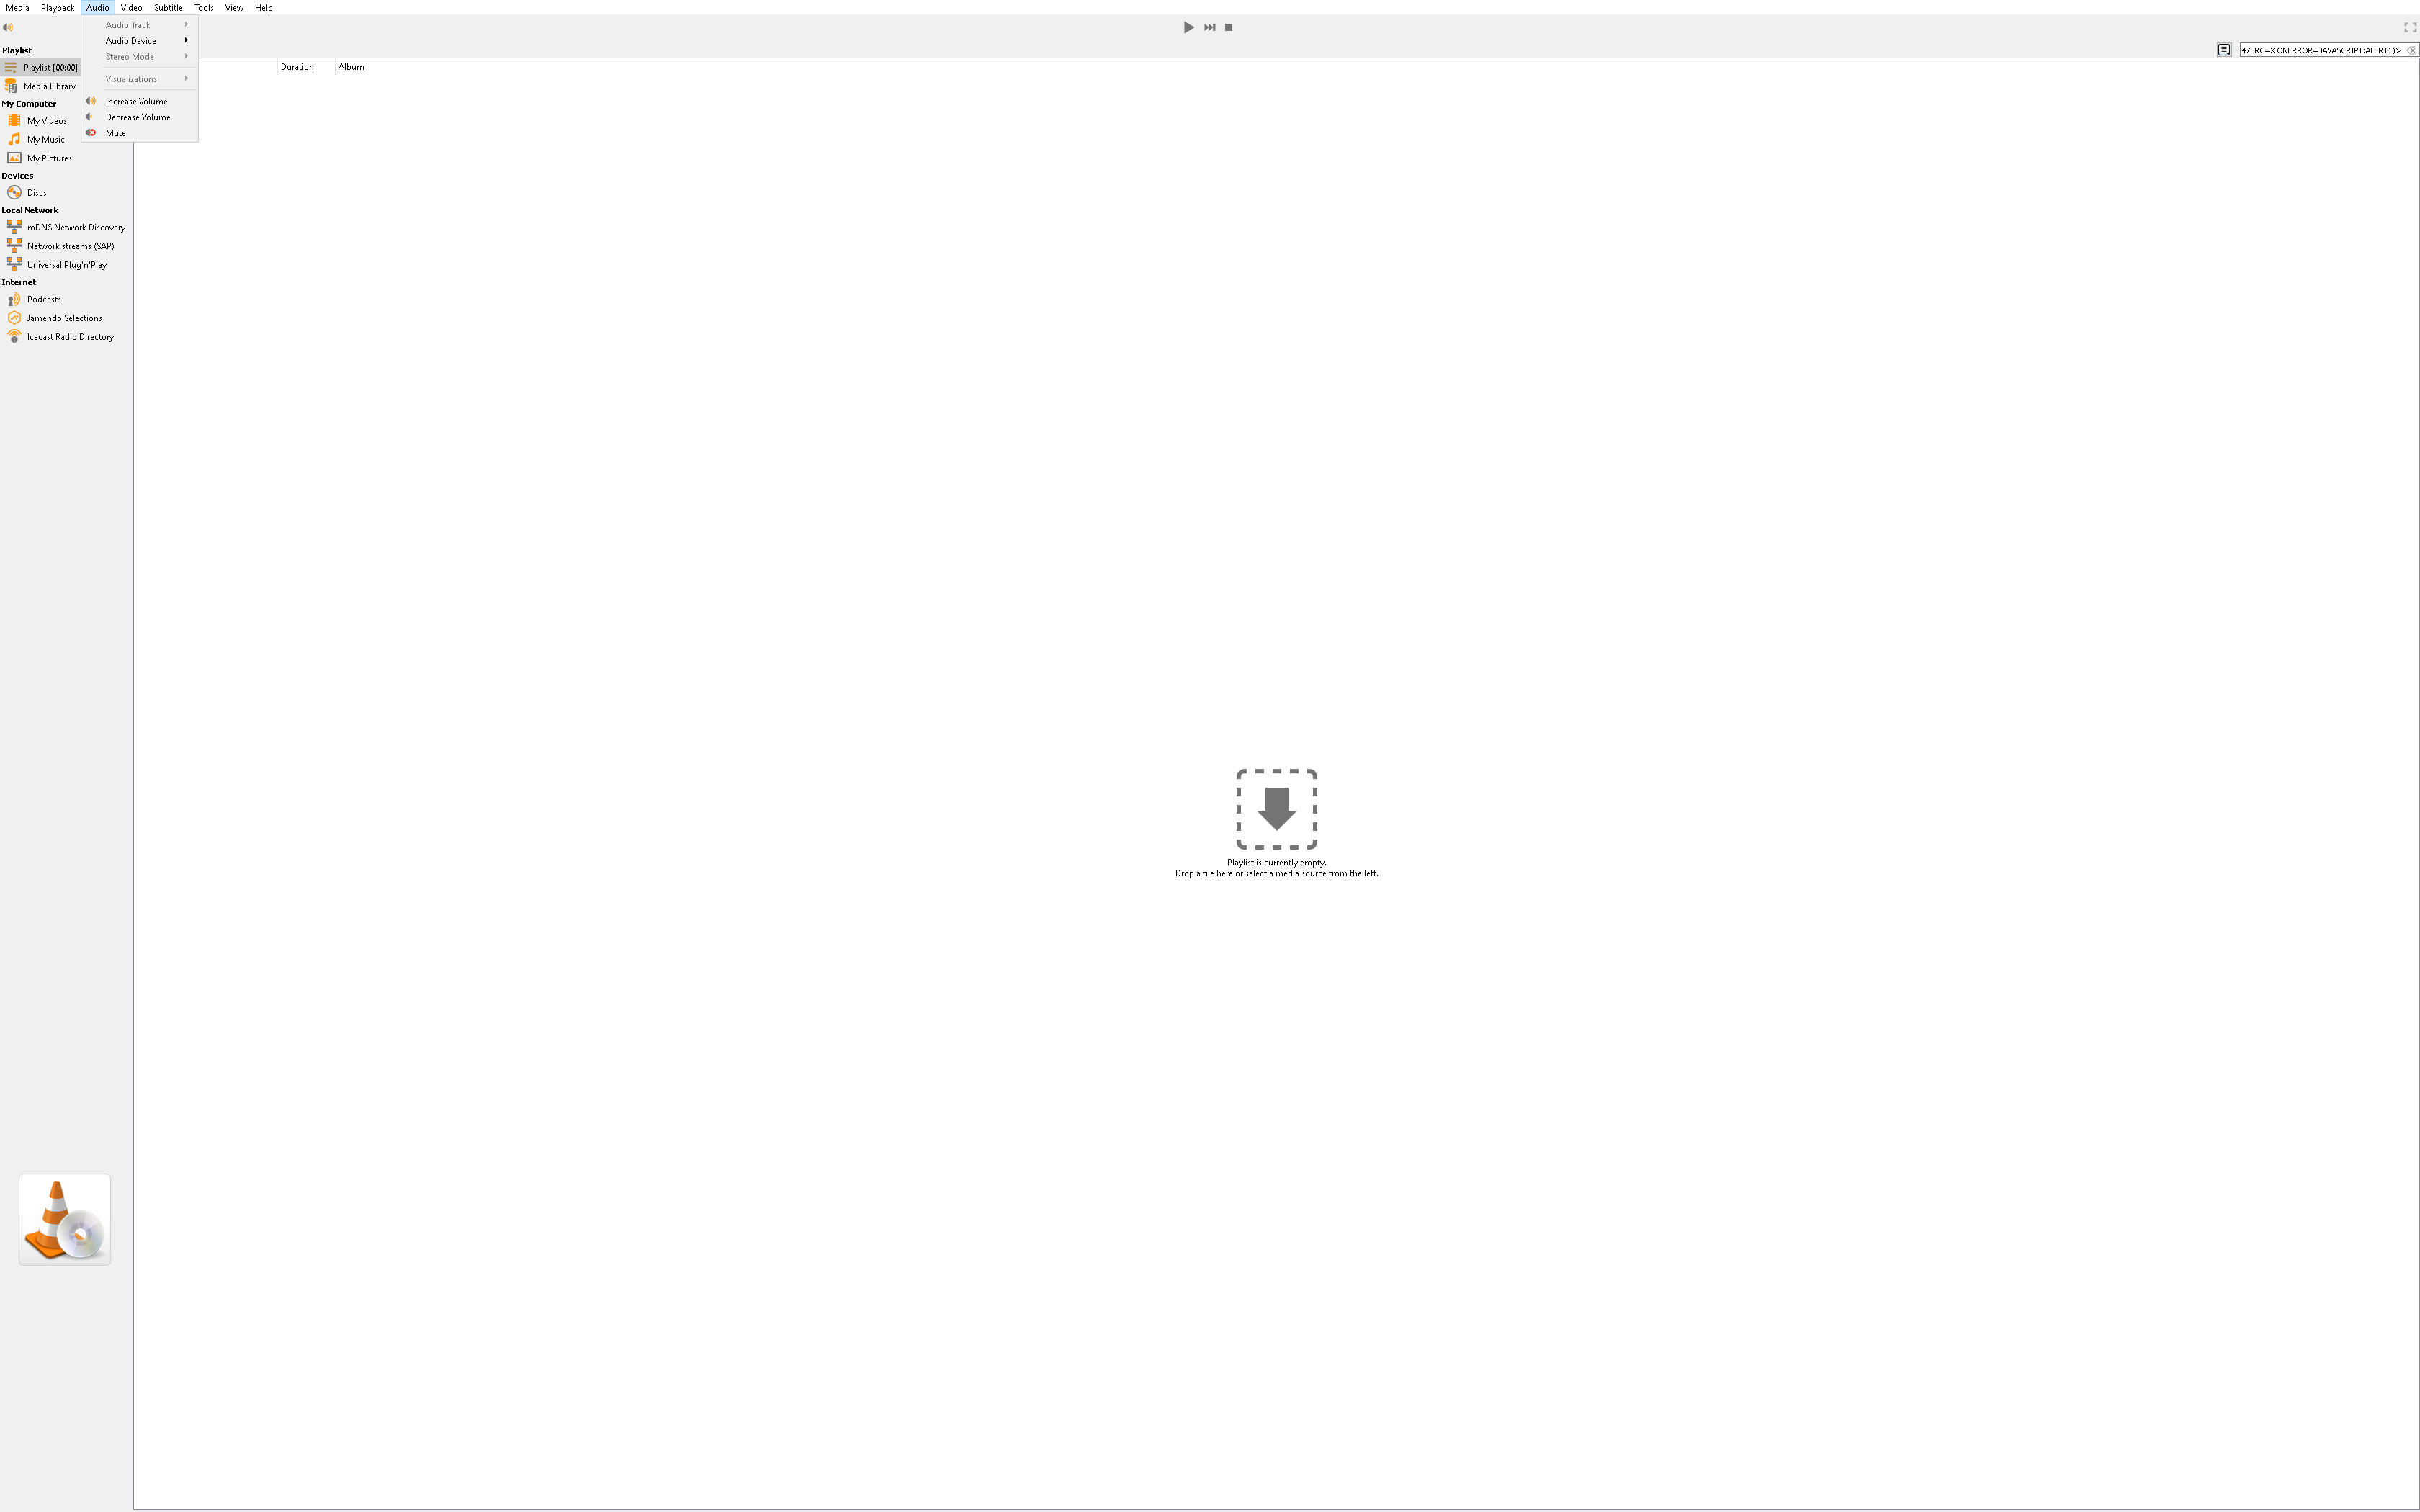 Media Playback Audio Video Subtitle Tools View Help
Audio Track
Audio Device
Stereo Mode
Visualizations
Increase Volume
Decrease Volume
Mute
Playlist
Playlist [00:00]
Media Library
My Computer
My Videos
My Music
My Pictures
Devices
Discs
Local Network
mDNS Network Discovery
Network streams (SAP)
Universal Plug'n'Play
Internet
Podcasts
Jamendo Selections
Icecast Radio Directory
47SRC=X ONERROR=JAVASCRIPT:ALERT1)>
Duration Album
Playlist is currently empty.
Drop a file here or select a media source from the left.